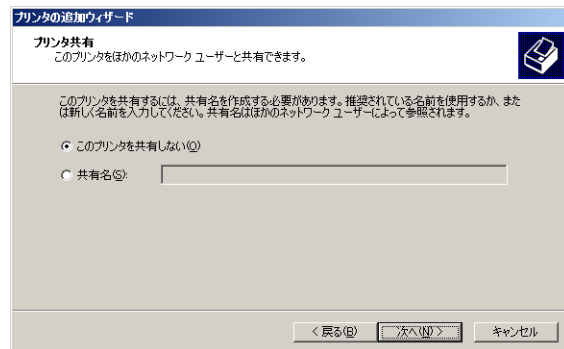 プリンタの追加ウィザード
プリンタ共有
このプリンタをほかのネットワーク ユーザーと共有できます。
このプリンタを共有するには、共有名を作成する必要があります。推奨されている名前を使用するか、また
は新しく名前を入力してください。共有名はほかのネットワーク ユーザーによって参照されます。
このプリンタを共有しない(O)
共有名(S):
< 戻る(B)
次へ(N) >
キャンセル